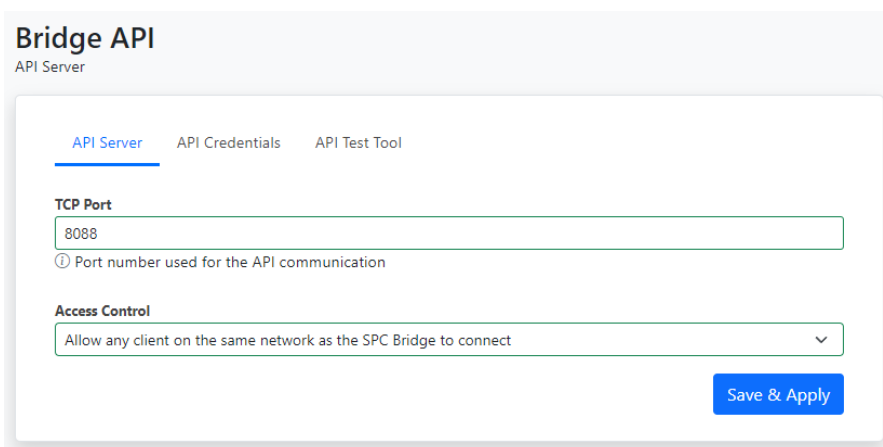 Bridge API
API Server
API Server API Credentials API Test Tool
TCP Port
8088
Port number used for the API communication
Access Control
Allow any client on the same network as the SPC Bridge to connect
Save & Apply